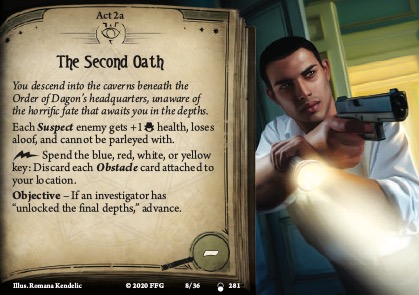 Act 2a
The Second Oath
You descend into the caverns beneath the
Order of Dagon's headquarters, unaware of
the horrific fate that awaits you in the depths.
Each Suspect enemy gets +1 health, loses
aloof, and cannot be parleyed with.
Spend the blue, red, white, or yellow
key: Discard each Obstacle card attached to
your location.
Objective – If an investigator has
"unlocked the final depths," advance.
–
Illus. Romana Kendelic © 2020 FFG 8/36 281